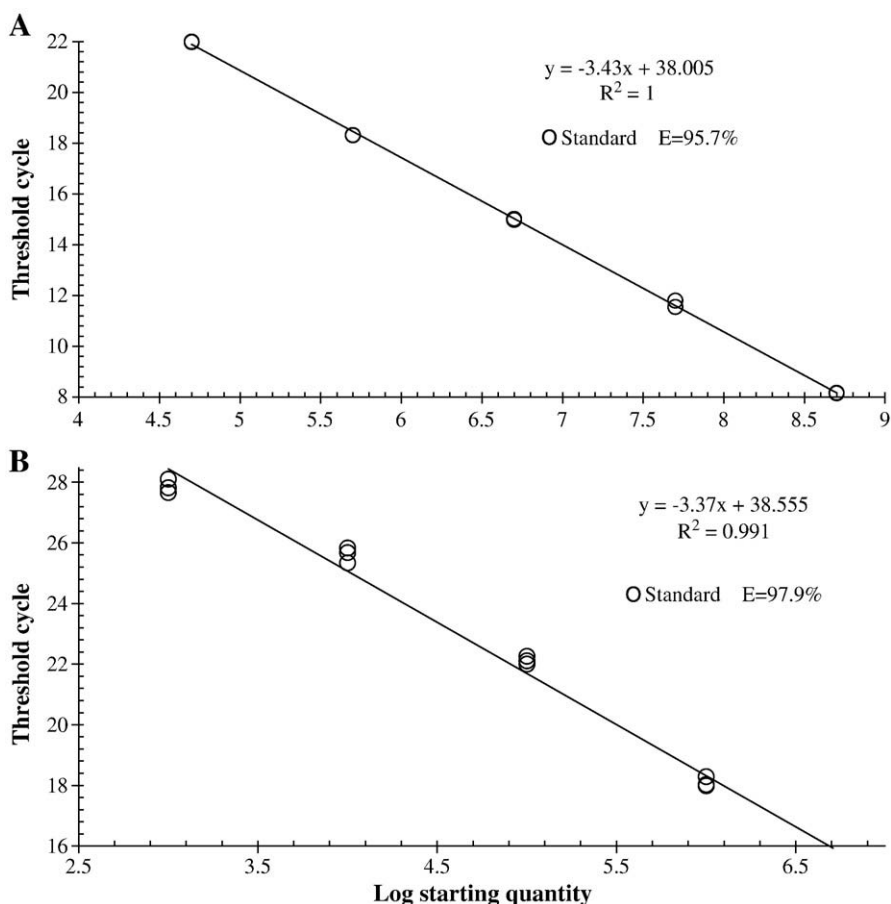 A
22
20
18
16
14
12
10
8
Threshold cycle
y = -3.43x + 38.005
R² = 1
Standard E=95.7%
4 4.5 5 5.5 6 6.5 7 7.5 8 8.5 9
B
28
26
24
22
20
18
16
Threshold cycle
y = -3.37x + 38.555
R² = 0.991
Standard E=97.9%
2.5 3.5 4.5 5.5 6.5
Log starting quantity